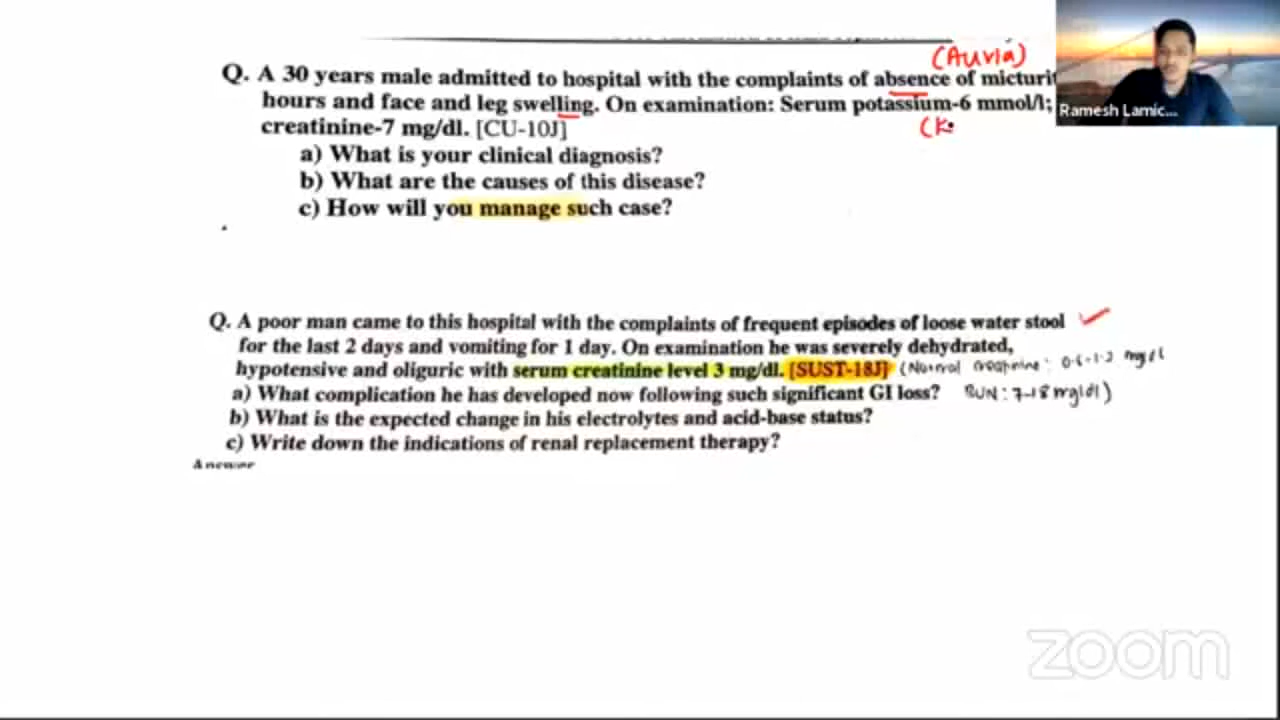 (Auria)
Q. A 30 years male admitted to hospital with the complaints of absence of micturit
hours and face and leg swelling. On examination: Serum potassium-6 mmol/l;
creatinine-7 mg/dl. [CU-10J]
(K
a) What is your clinical diagnosis?
b) What are the causes of this disease?
c) How will you manage such case?
Ramesh Lamic...
Q. A poor man came to this hospital with the complaints of frequent episodes of loose water stool
for the last 2 days and vomiting for 1 day. On examination he was severely dehydrated,
hypotensive and oliguric with serum creatinine level 3 mg/dl. [SUST-18J] (Normal
a) What complication he has developed now following such significant GI loss? BUN: 7-18 mg/dl)
b) What is the expected change in his electrolytes and acid-base status?
c) Write down the indications of renal replacement therapy?
Answer
zoom